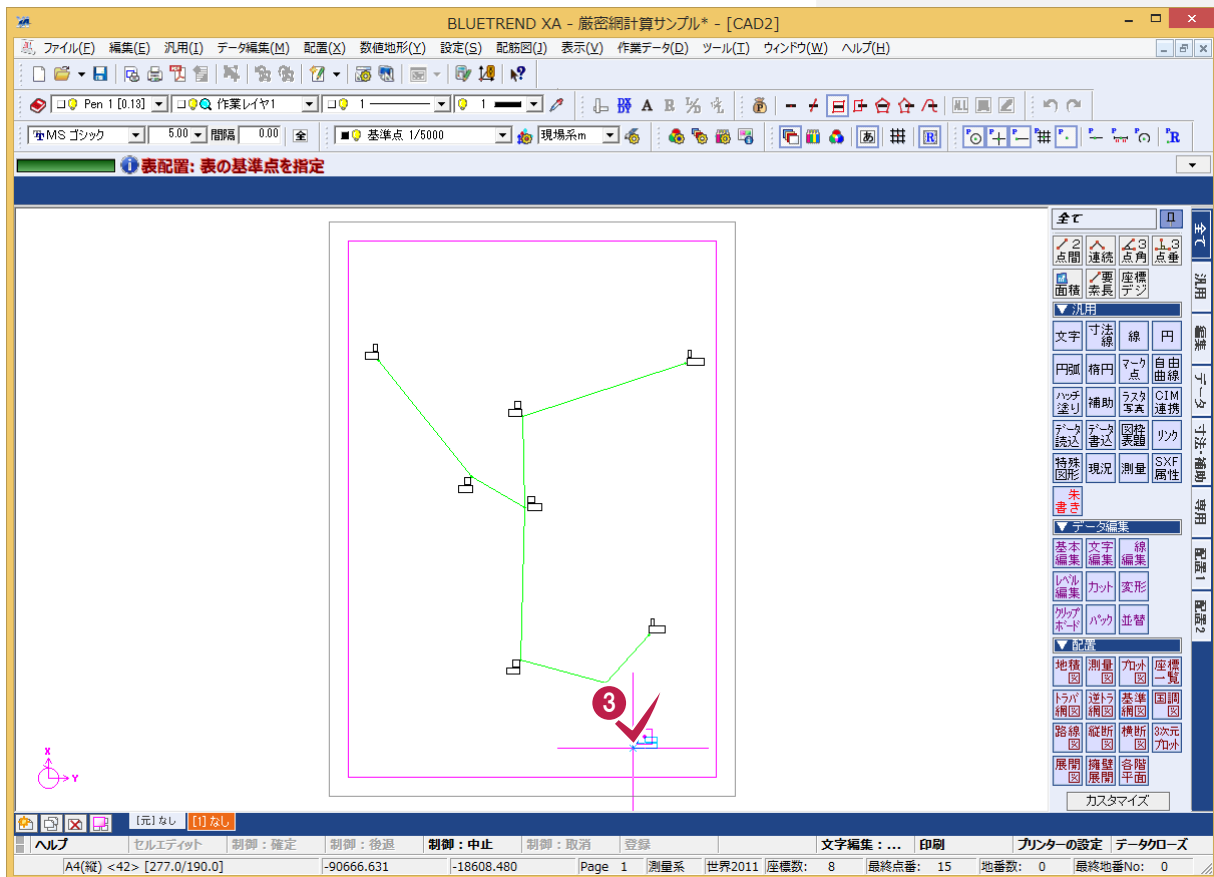 BLUETREND XA - 厳密網計算サンプル* - [CAD2]
ファイル(F) 編集(E) 汎用(I) データ編集(M) 配置(X) 数値地形(Y) 設定(S) 配筋図(J) 表示(V) 作業データ(D) ツール(T) ウインドウ(W) ヘルプ(H)
Pen 1 [0.13] 作業レイヤ1 1 1
MS ゴシック 5.00 間隔 0.00 全 基準点 1/5000 現場系m
表配置: 表の基準点を指定
全て
2点間 連続 3点角 3点垂
面積 要素長 座標デジ
▼ 汎用
文字 寸法線 線 円
円弧 楕円 マーク点 自由曲線
ハッチ塗り 補助 ラスタ写真 CIM連携
データ読込 データ書込 図枠表題 リンク
特殊図形 現況 測量 SXF属性
朱書き
▼ データ編集
基本編集 文字編集 線編集
レベル編集 カット 変形
クリップボード パック 並替
▼ 配置
地積図 測量図 プロット図 座標一覧
トラバ網図 逆トラ網図 基準網図 国調図
路線図 縦断図 横断図 3次元プロット
展開図 擁壁展開 各階平面
カスタマイズ
全て
汎用
編集
データ
寸法・補助
専用
配置1
配置2
3
X
Y
[元] なし [1] なし
ヘルプ セルエディット 制御:確定 制御:後退 制御:中止 制御:取消 登録 文字編集:... 印刷 プリンターの設定 データクローズ
A4(縦) <42> [277.0/190.0] -90666.631 -18608.480 Page 1 測量系 世界2011 座標数: 8 最終点番: 15 地番数: 0 最終地番No: 0